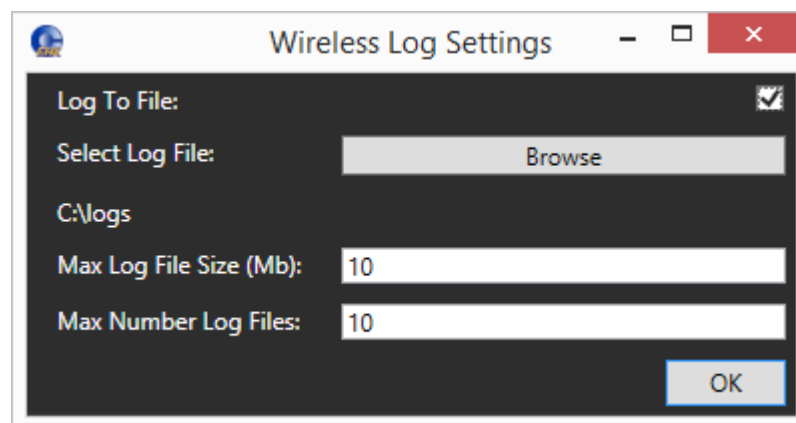 Wireless Log Settings
Log To File:
Select Log File: Browse
C:\logs
Max Log File Size (Mb): 10
Max Number Log Files: 10
OK